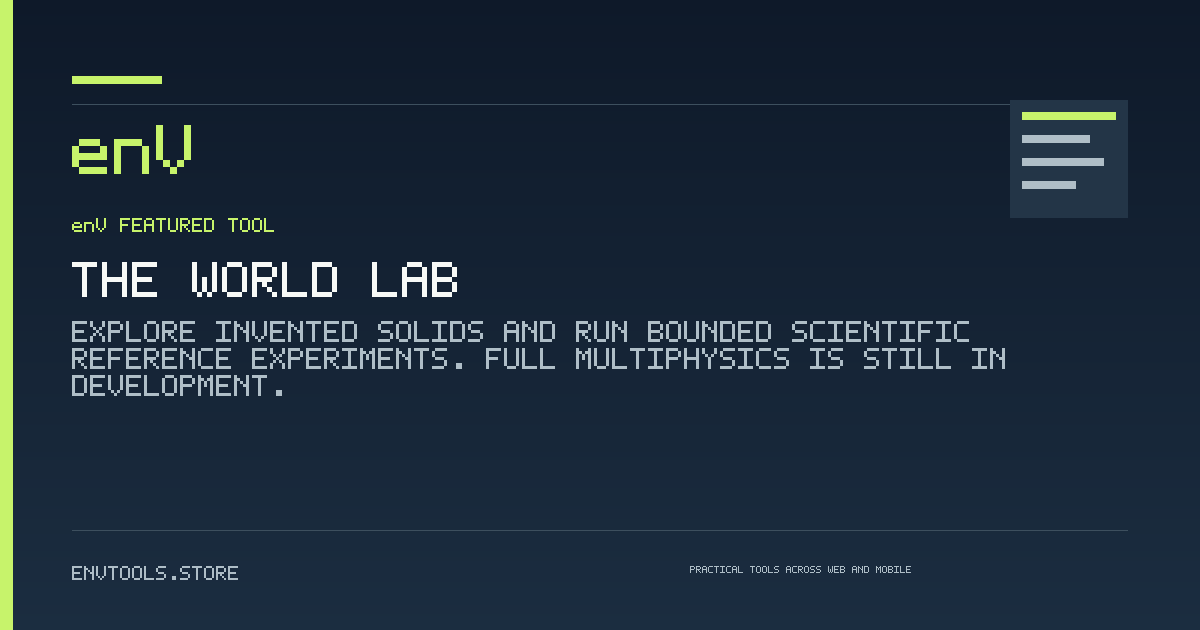 enV
enV FEATURED TOOL
THE WORLD LAB
EXPLORE INVENTED SOLIDS AND RUN BOUNDED SCIENTIFIC
REFERENCE EXPERIMENTS. FULL MULTIPHYSICS IS STILL IN
DEVELOPMENT.
ENVTOOLS.STORE
PRACTICAL TOOLS ACROSS WEB AND MOBILE